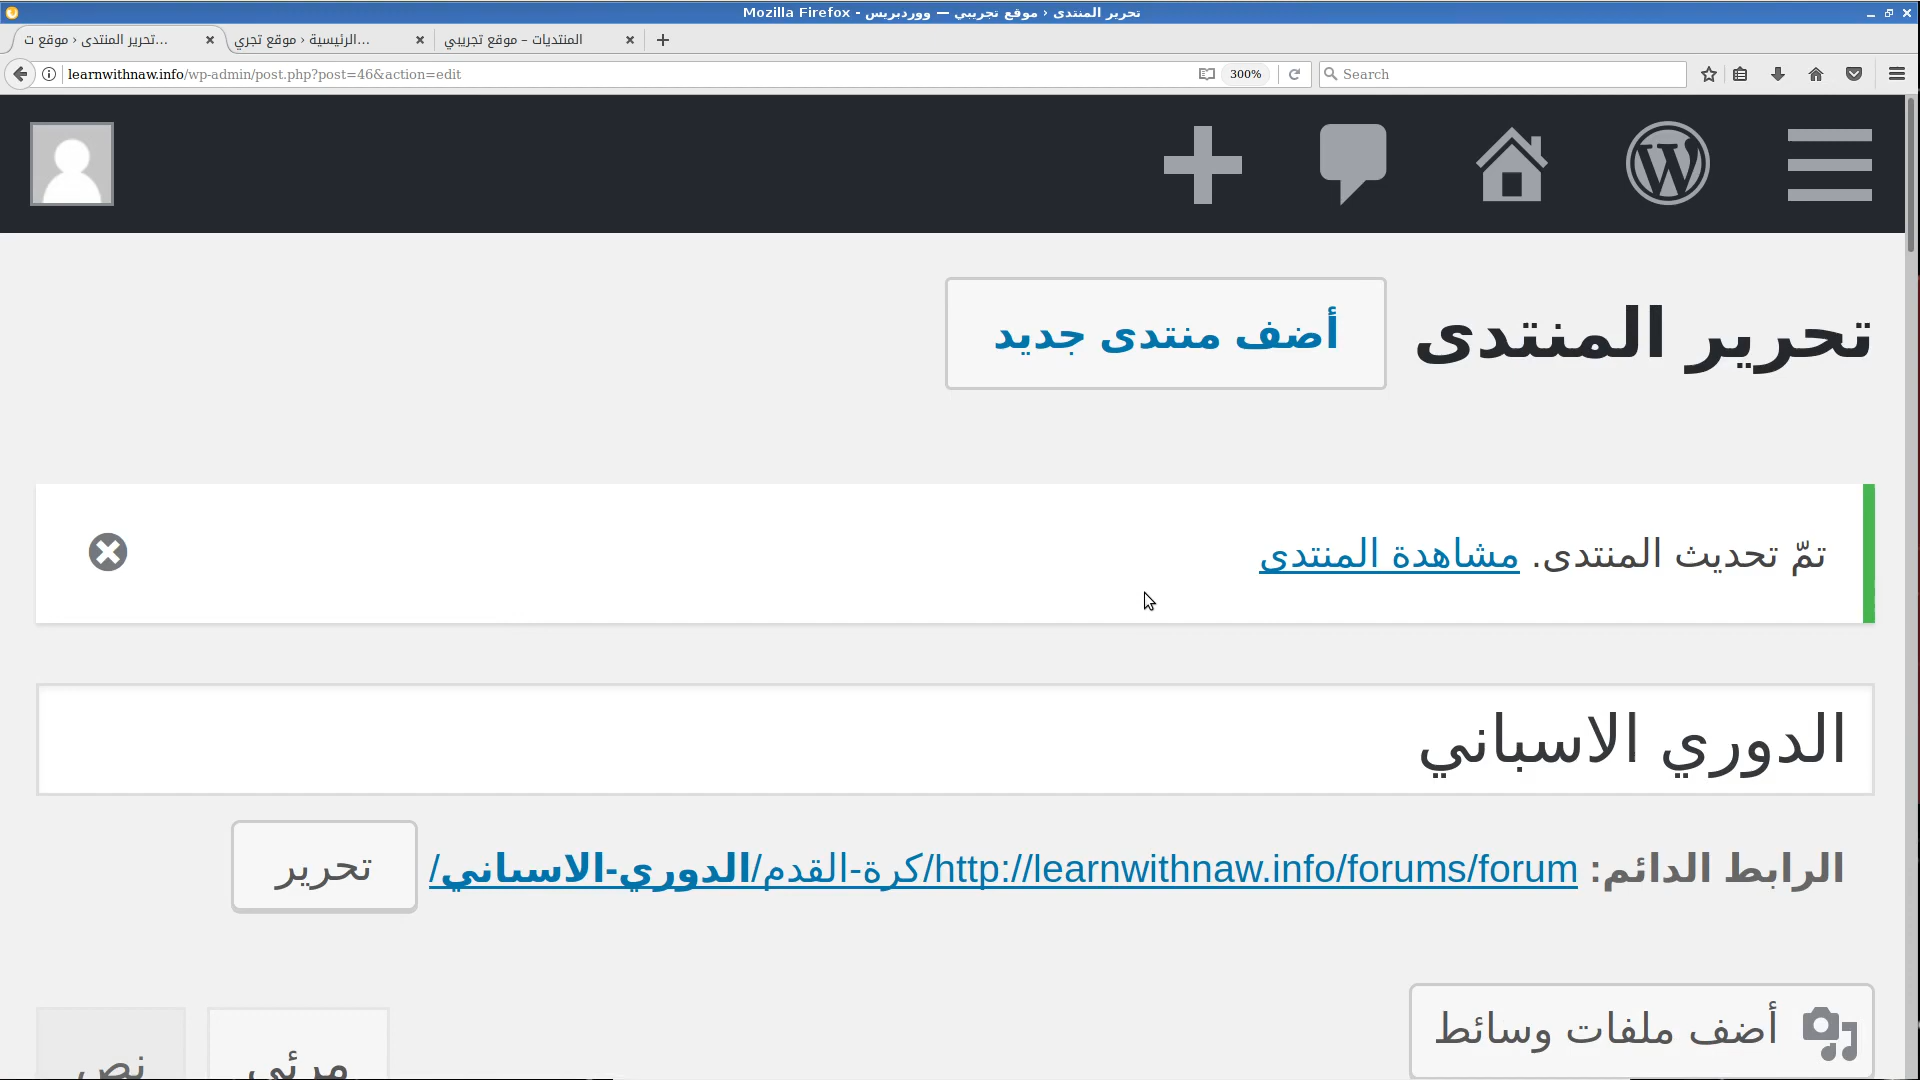 تحرير المنتدى ‹ موقع تجريبي — ووردبريس - Mozilla Firefox
تحرير المنتدى ‹ موقع ت...
الرئيسية ‹ موقع تجري...
المنتديات – موقع تجريبي
learnwithnaw.info/wp-admin/post.php?post=46&action=edit
300%
Search
تحرير المنتدى
أضف منتدى جديد
تمّ تحديث المنتدى. مشاهدة المنتدى
الدوري الاسباني
الرابط الدائم: http://learnwithnaw.info/forums/forum/كرة-القدم/الدوري-الاسباني/
تحرير
أضف ملفات وسائط
مرئي
نص